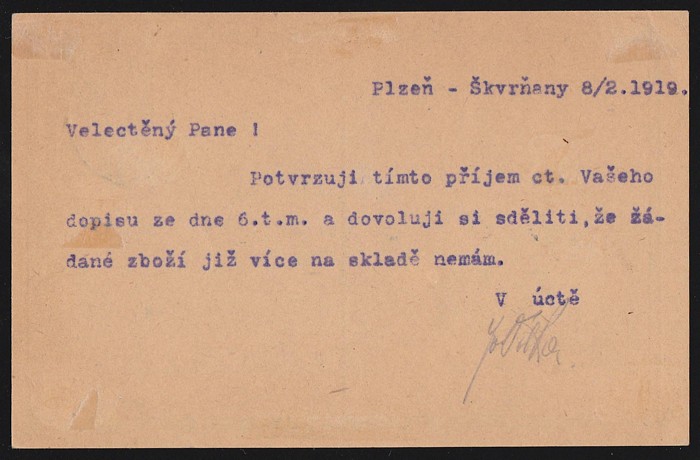 Plzeň - Škvrňany 8/2.1919.
Velectěný Pane !
Potvrzuji tímto příjem ct. Vašeho
dopisu ze dne 6.t.m. a dovoluji si sděliti,že žá-
dané zboží již více na skladě nemám.
V úctě